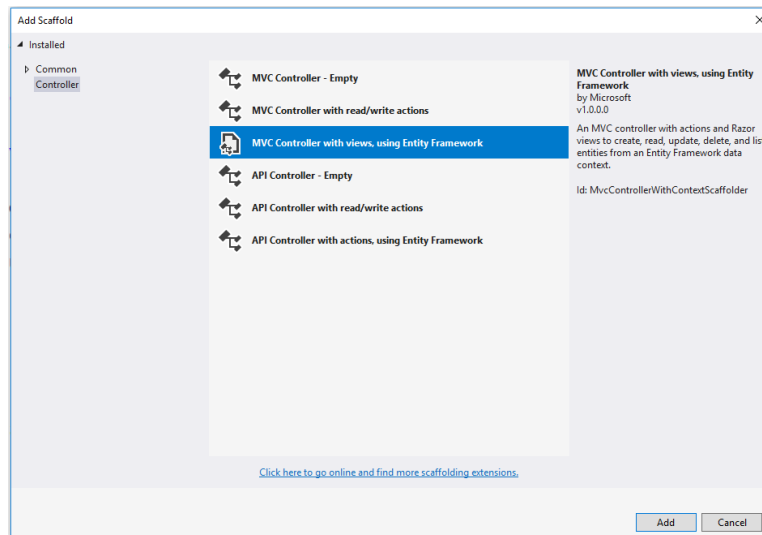 Add Scaffold
Installed
Common
Controller
MVC Controller - Empty
MVC Controller with read/write actions
MVC Controller with views, using Entity Framework
API Controller - Empty
API Controller with read/write actions
API Controller with actions, using Entity Framework
Click here to go online and find more scaffolding extensions.
MVC Controller with views, using Entity
Framework
by Microsoft
v1.0.0.0
An MVC controller with actions and Razor
views to create, read, update, delete, and list
entities from an Entity Framework data
context.
Id: MvcControllerWithContextScaffolder
Add
Cancel